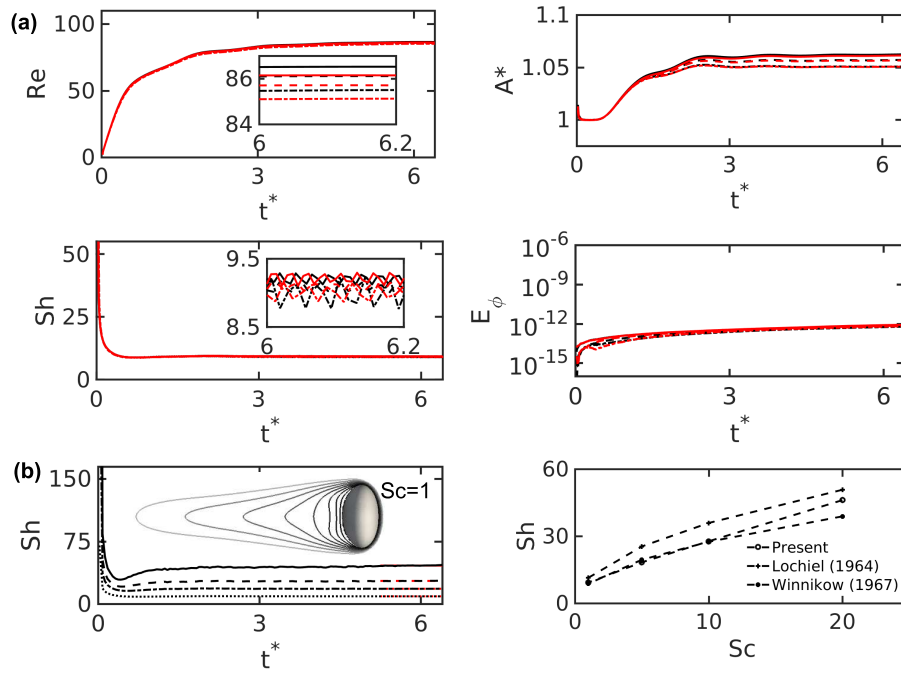 (a)
100
50
0
Re
86
84
6
6.2
0
3
6
t*
1.1
1.05
1
A*
0
3
6
t*
50
25
0
Sh
9.5
8.5
6
6.2
0
3
6
t*
10^-6
10^-9
10^-12
10^-15
E_ϕ
0
3
6
t*
(b)
150
75
0
Sh
Sc=1
0
3
6
t*
60
30
0
Sh
Present
Lochiel (1964)
Winnikow (1967)
0
10
20
Sc